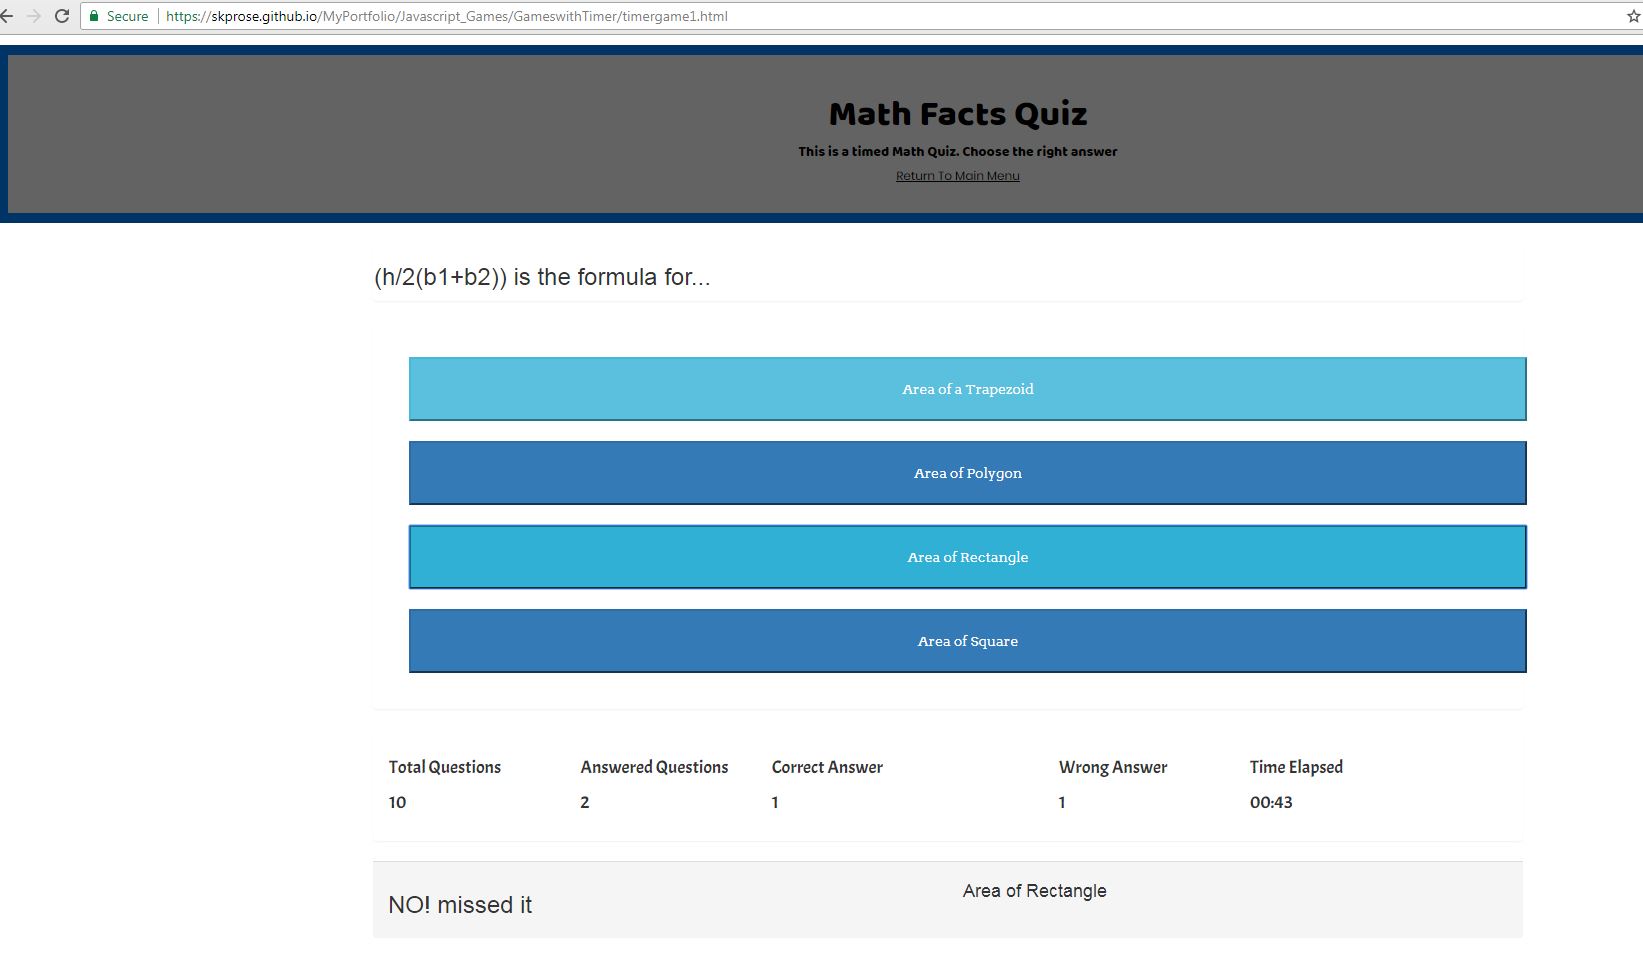 Secure https://skprose.github.io/MyPortfolio/Javascript_Games/GameswithTimer/timergame1.html
Math Facts Quiz
This is a timed Math Quiz. Choose the right answer
Return To Main Menu
(h/2(b1+b2)) is the formula for...
Area of a Trapezoid
Area of Polygon
Area of Rectangle
Area of Square
Total Questions Answered Questions Correct Answer Wrong Answer Time Elapsed
10 2 1 1 00:43
Area of Rectangle
NO! missed it